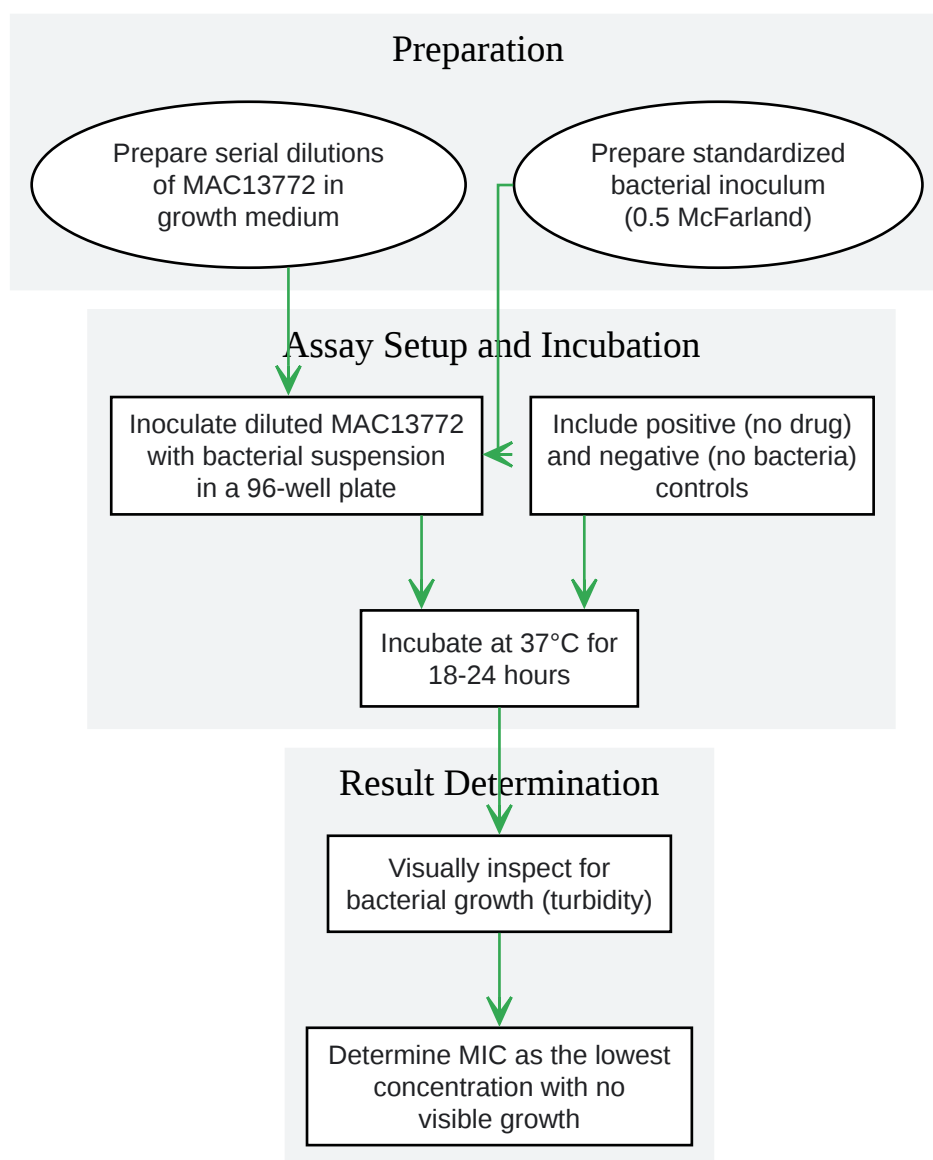 Preparation
Prepare serial dilutions
of MAC13772 in
growth medium
Prepare standardized
bacterial inoculum
(0.5 McFarland)
Assay Setup and Incubation
Inoculate diluted MAC13772
with bacterial suspension
in a 96-well plate
Include positive (no drug)
and negative (no bacteria)
controls
Incubate at 37°C for
18-24 hours
Result Determination
Visually inspect for
bacterial growth (turbidity)
Determine MIC as the lowest
concentration with no
visible growth